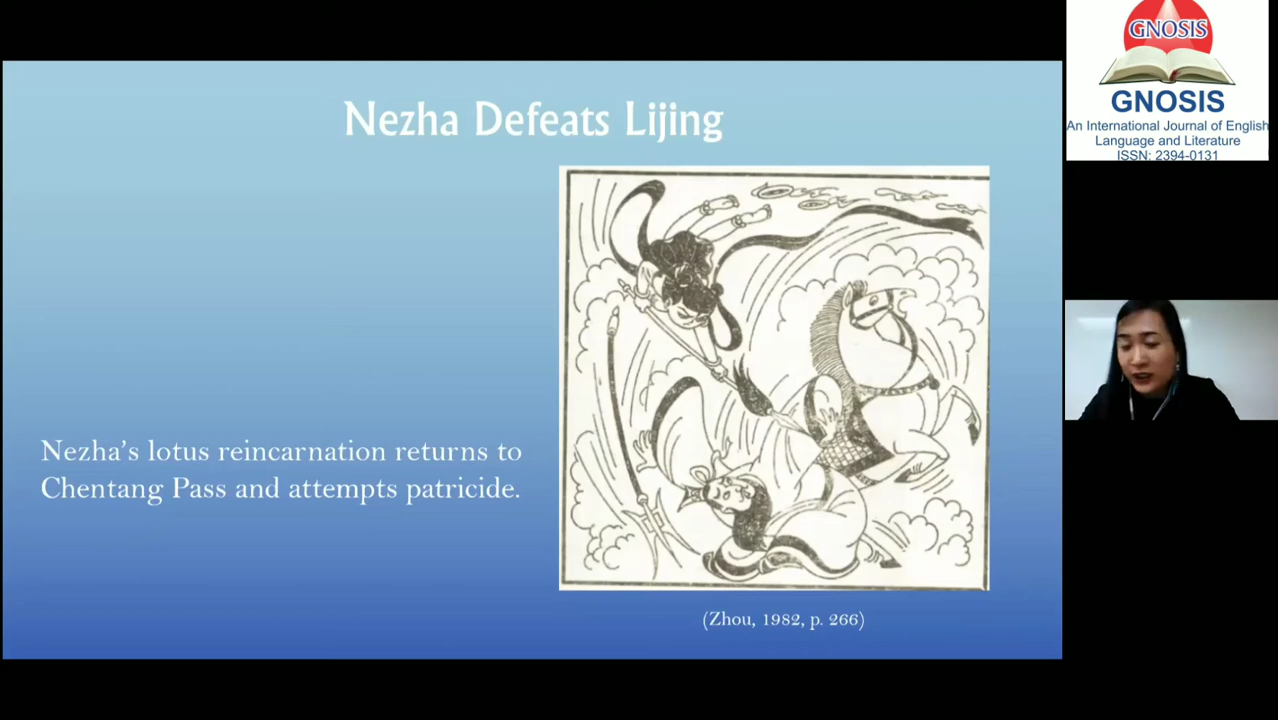 Nezha Defeats Lijing
Nezha's lotus reincarnation returns to
Chentang Pass and attempts patricide.
(Zhou, 1982, p. 266)
GNOSIS
GNOSIS
An International Journal of English
Language and Literature
ISSN: 2394-0131